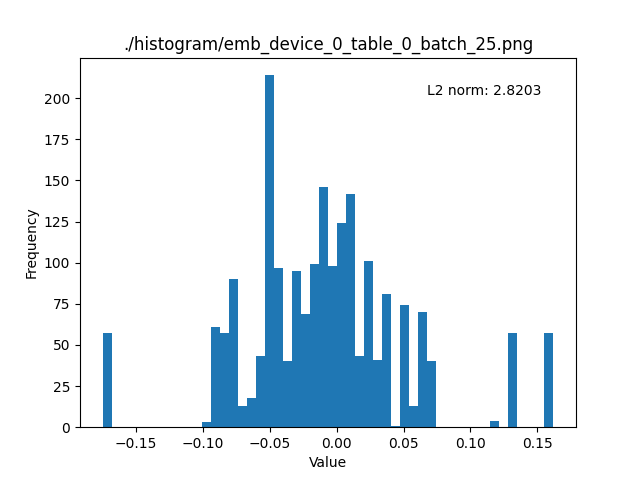 ./histogram/emb_device_0_table_0_batch_25.png
L2 norm: 2.8203
200
175
150
125
100
75
50
25
0
Frequency
−0.15 −0.10 −0.05 0.00 0.05 0.10 0.15
Value